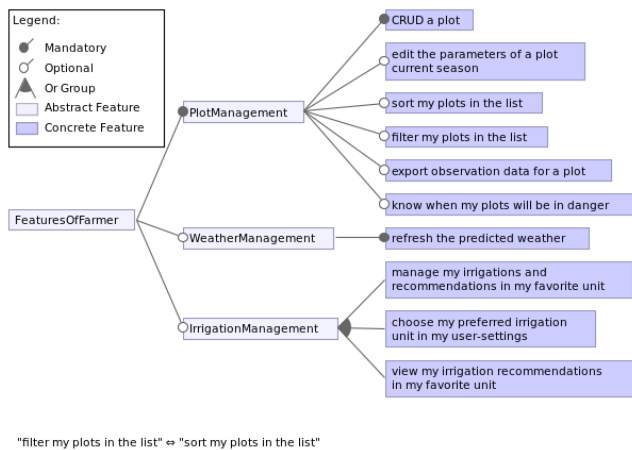 Legend:
Mandatory
Optional
Or Group
Abstract Feature
Concrete Feature
FeaturesOfFarmer
PlotManagement
CRUD a plot
edit the parameters of a plot
current season
sort my plots in the list
filter my plots in the list
export observation data for a plot
know when my plots will be in danger
WeatherManagement
refresh the predicted weather
IrrigationManagement
manage my irrigations and
recommendations in my favorite unit
choose my preferred irrigation
unit in my user-settings
view my irrigation recommendations
in my favorite unit
"filter my plots in the list" ⇔ "sort my plots in the list"